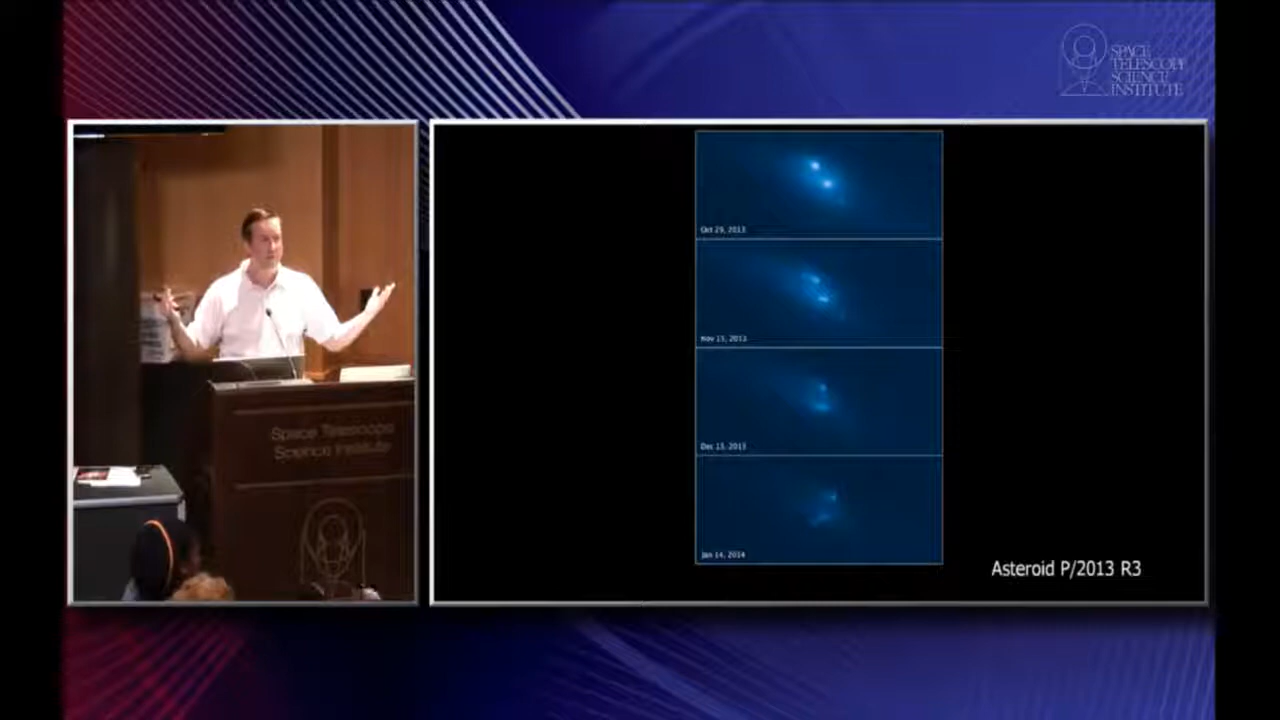 SPACE
TELESCOPE
SCIENCE
INSTITUTE
Oct 29, 2013
Nov 15, 2013
Dec 13, 2013
Jan 14, 2014
Asteroid P/2013 R3
Space Telescope
Science Institute